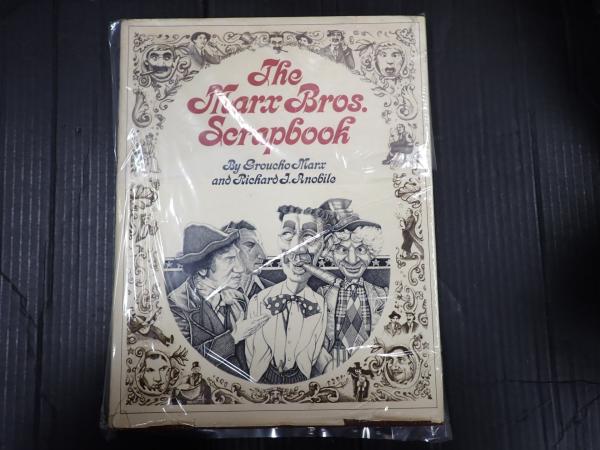 The
Marx Bros.
Scrapbook
By Groucho Marx
and Richard J. Anobile